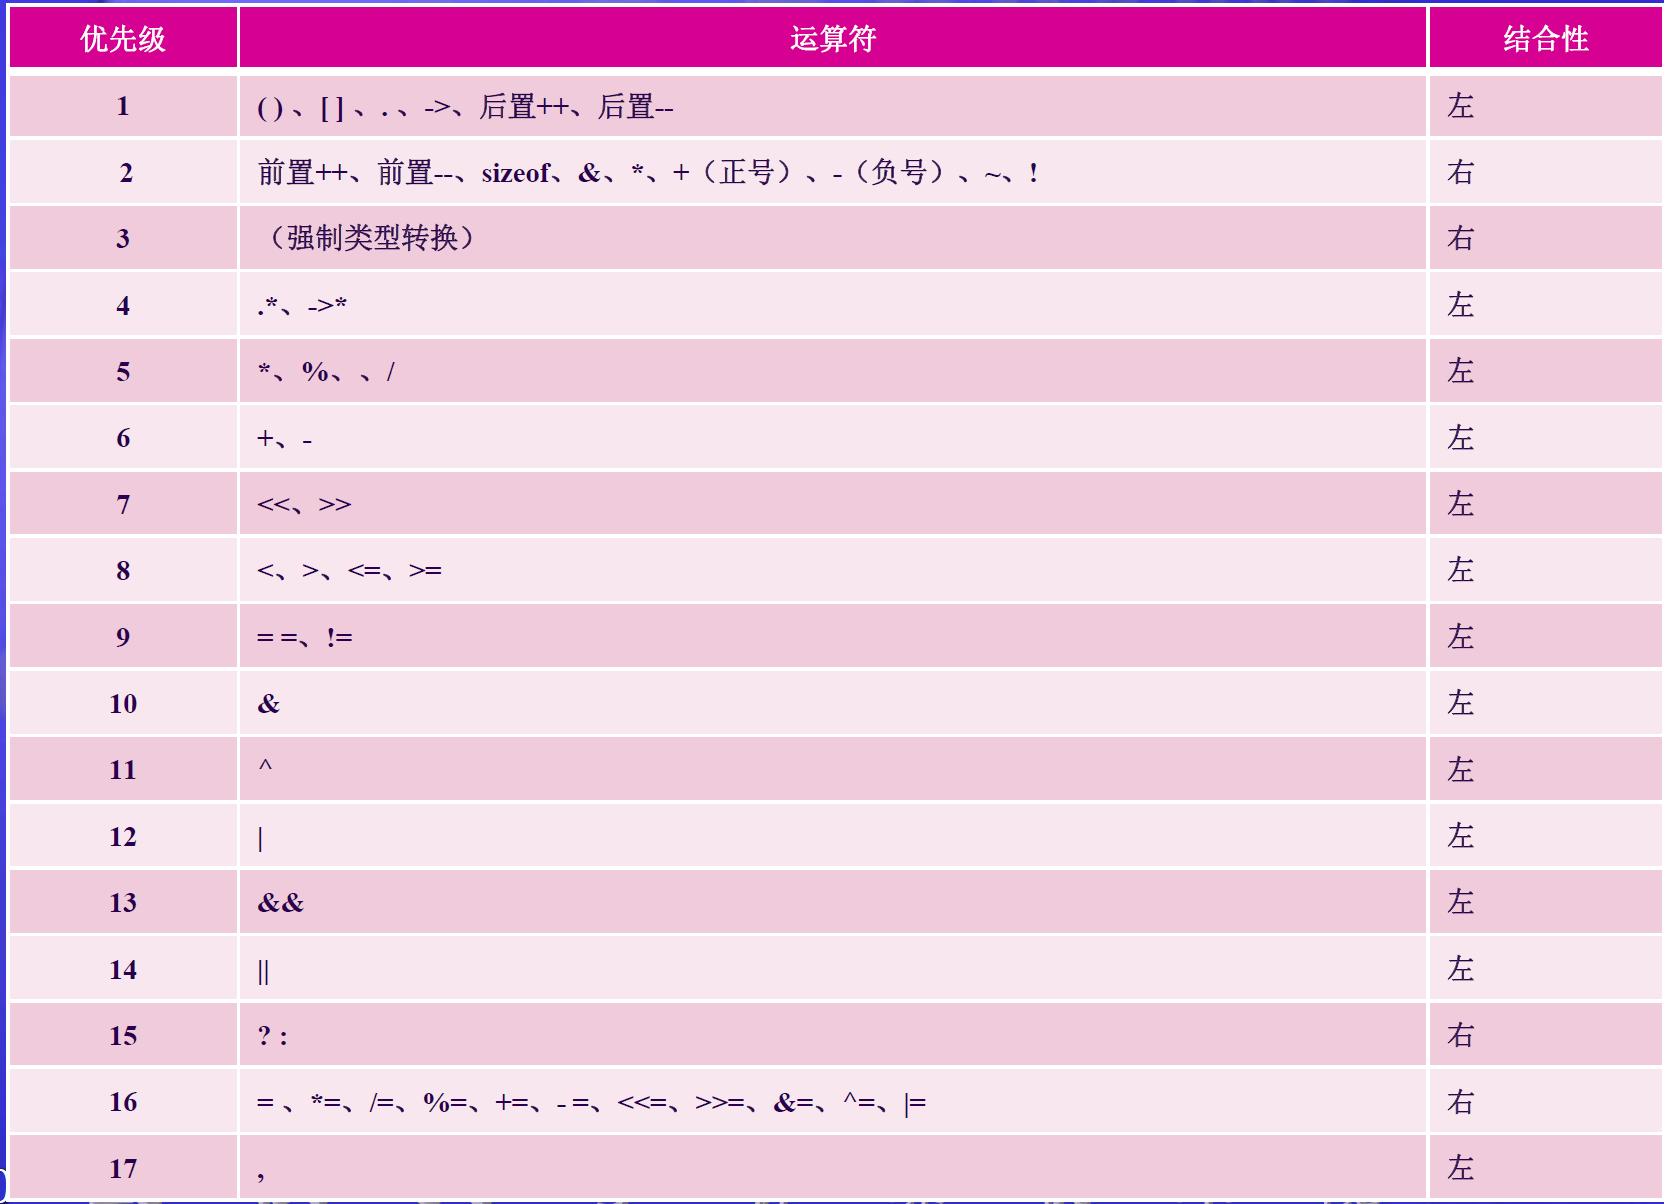 优先级 运算符 结合性
1 ( ) 、[ ] 、. 、->、后置++、后置-- 左
2 前置++、前置--、sizeof、&、*、+（正号）、-（负号）、~、! 右
3 （强制类型转换） 右
4 .*、->* 左
5 *、%、、/ 左
6 +、- 左
7 <<、>> 左
8 <、>、<=、>= 左
9 = =、!= 左
10 & 左
11 ^ 左
12 | 左
13 && 左
14 || 左
15 ? : 右
16 = 、*=、/=、%=、+=、- =、<<=、>>=、&=、^=、|= 右
17 , 左